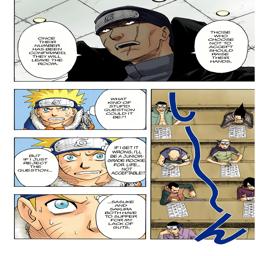 ONCE
THEIR
NUMBER
HAS BEEN
CONFIRMED,
THEY WILL
LEAVE THE
ROOM.
THOSE
WHO
CHOOSE
NOT TO
ACCEPT
SHOULD
RAISE
THEIR
HANDS.
WHAT
KIND OF
STUPID
QUESTION
COULD IT
BE?!
BUT
IF I JUST
REJECT
THE
QUESTION...
IF I GET IT
WRONG, I'LL
BE A JUNIOR
GRADE ROOKIE
FOR LIFE...
NOT
ACCEPTABLE!!
...SASUKE
AND
SAKURA
BOTH HAVE
TO SUFFER
FOR MY
LACK OF
GUTS.